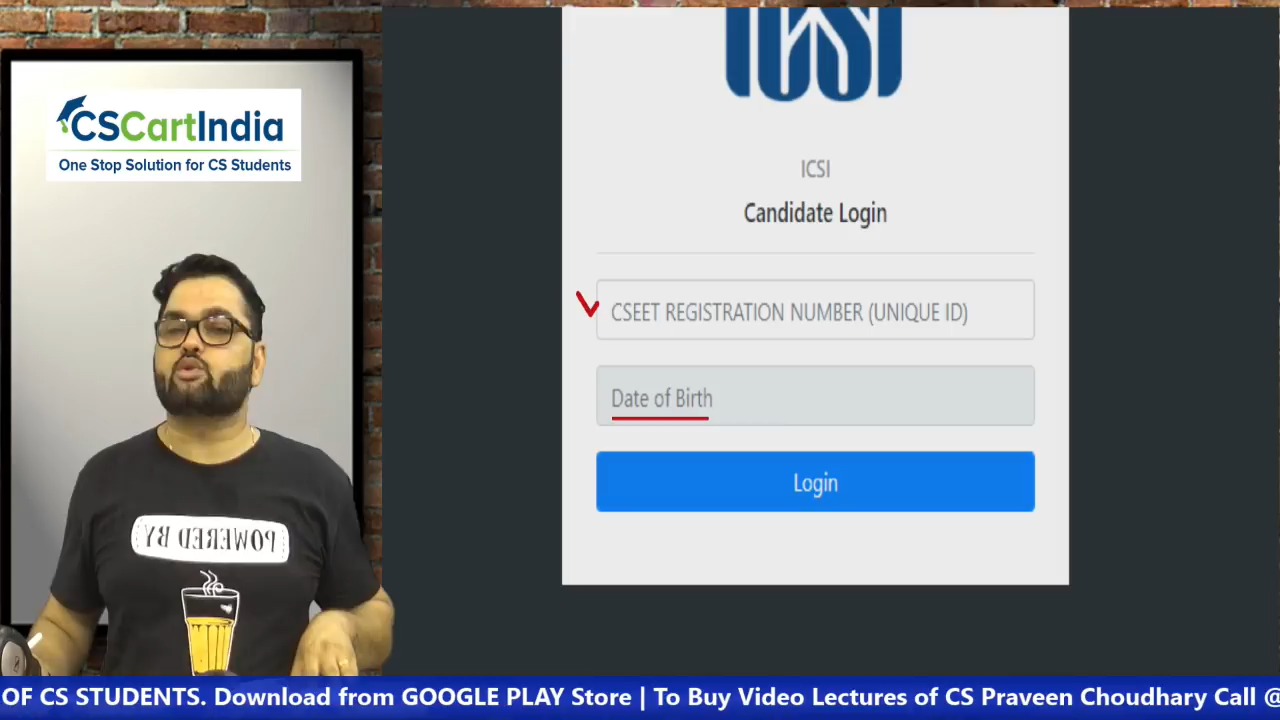 CSCartIndia
One Stop Solution for CS Students
ICSI
ICSI
Candidate Login
CSEET REGISTRATION NUMBER (UNIQUE ID)
Date of Birth
Login
POWERED BY
OF CS STUDENTS. Download from GOOGLE PLAY Store | To Buy Video Lectures of CS Praveen Choudhary Call @